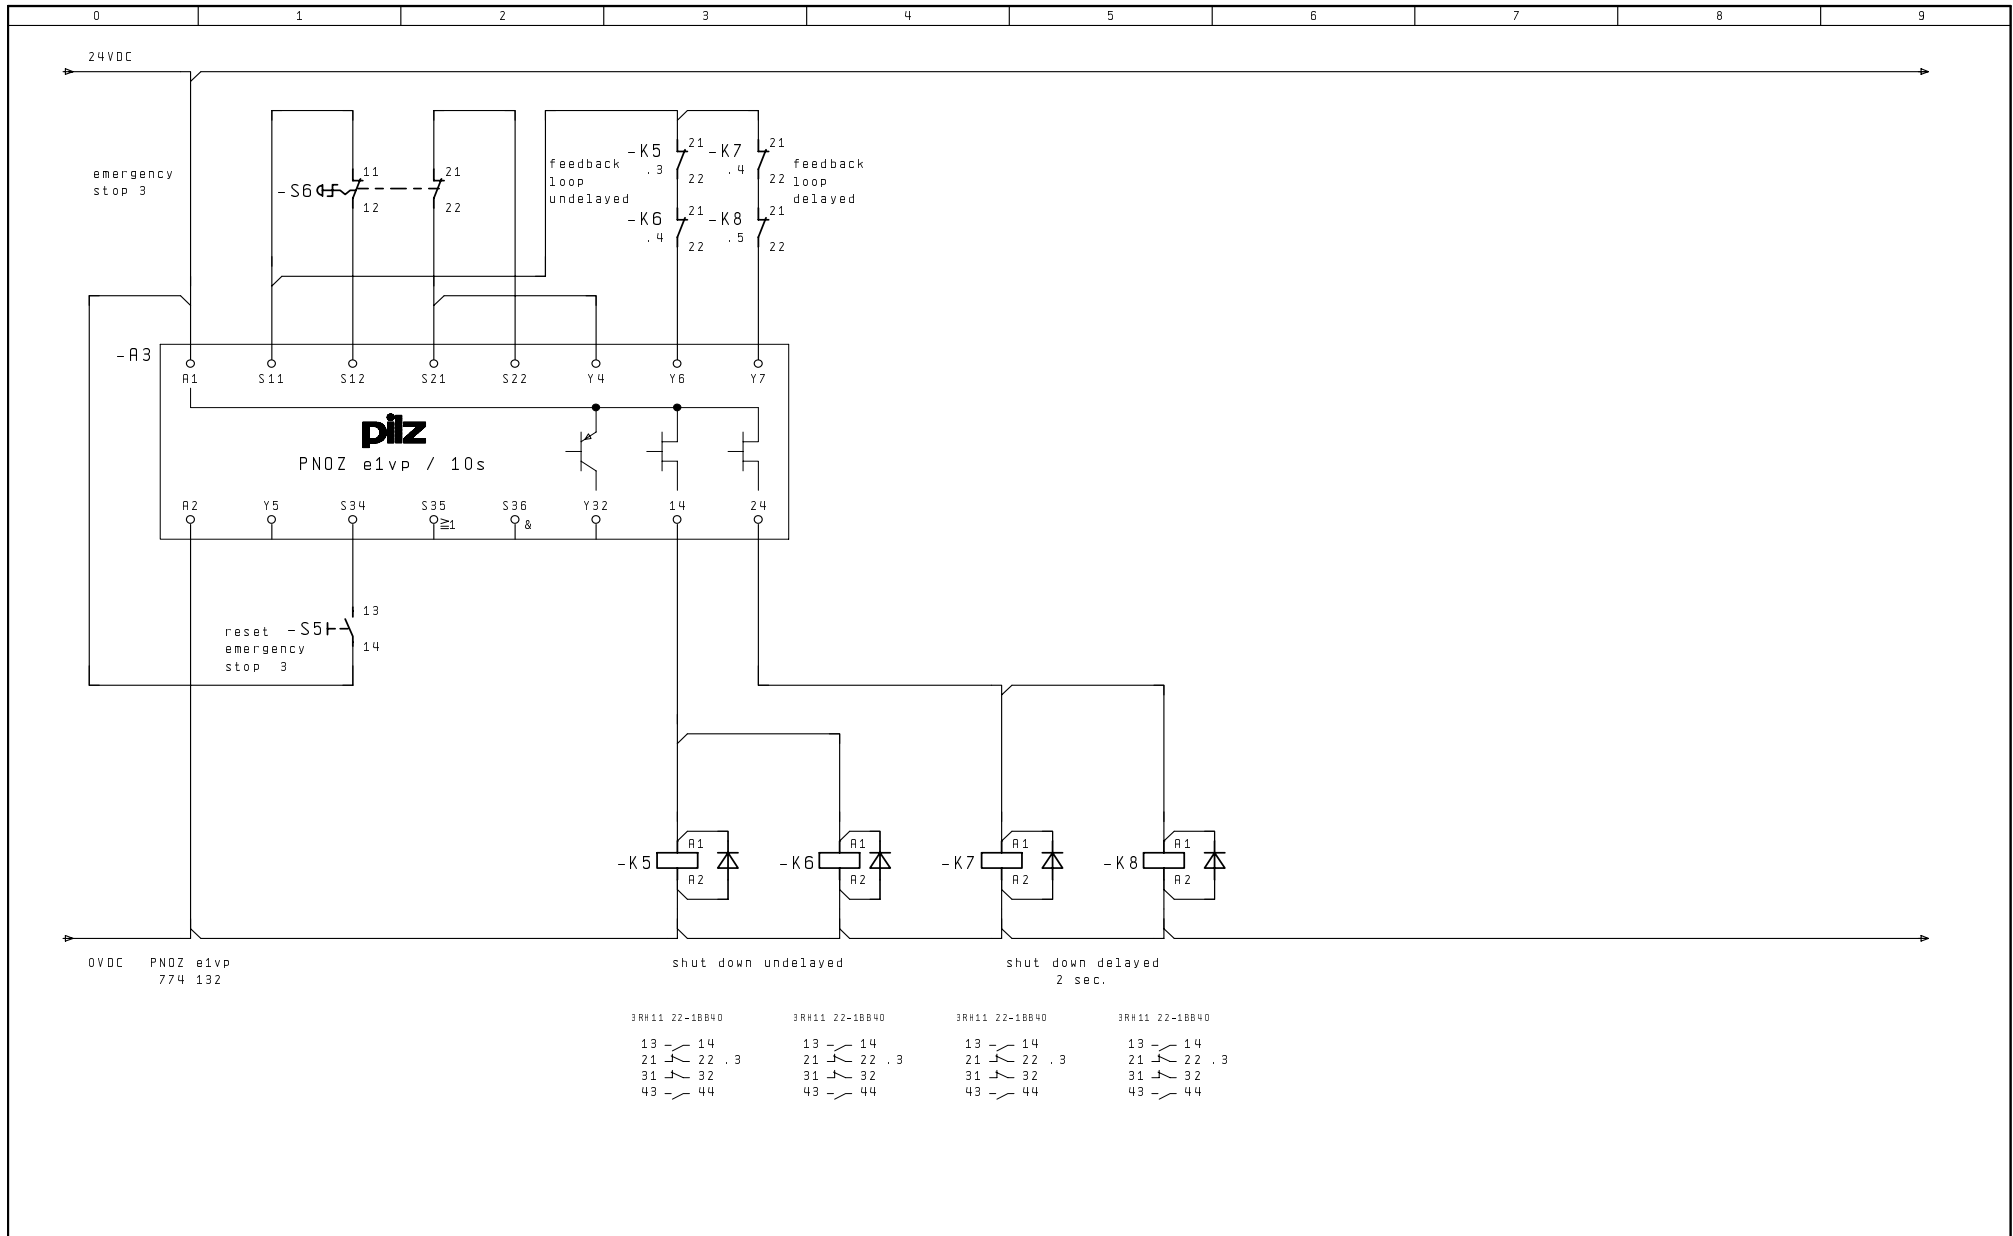 0 1 2 3 4 5 6 7 8 9
24VDC
emergency
stop 3
-S6
11
12
21
22
feedback
loop
undelayed
-K5
.3
21
22
-K7
.4
21
22
feedback
loop
delayed
-K6
.4
21
22
-K8
.5
21
22
-A3
A1 S11 S12 S21 S22 Y4 Y6 Y7
pilz
PNOZ e1vp / 10s
A2 Y5 S34 S35 S36 Y32 14 24
≧1
&
reset
emergency
stop 3
-S5
13
14
-K5
A1
A2
-K6
A1
A2
-K7
A1
A2
-K8
A1
A2
0VDC
PNOZ e1vp
774 132
shut down undelayed
shut down delayed
2 sec.
3RH11 22-1BB40
13 14
21 22 .3
31 32
43 44
3RH11 22-1BB40
13 14
21 22 .3
31 32
43 44
3RH11 22-1BB40
13 14
21 22 .3
31 32
43 44
3RH11 22-1BB40
13 14
21 22 .3
31 32
43 44